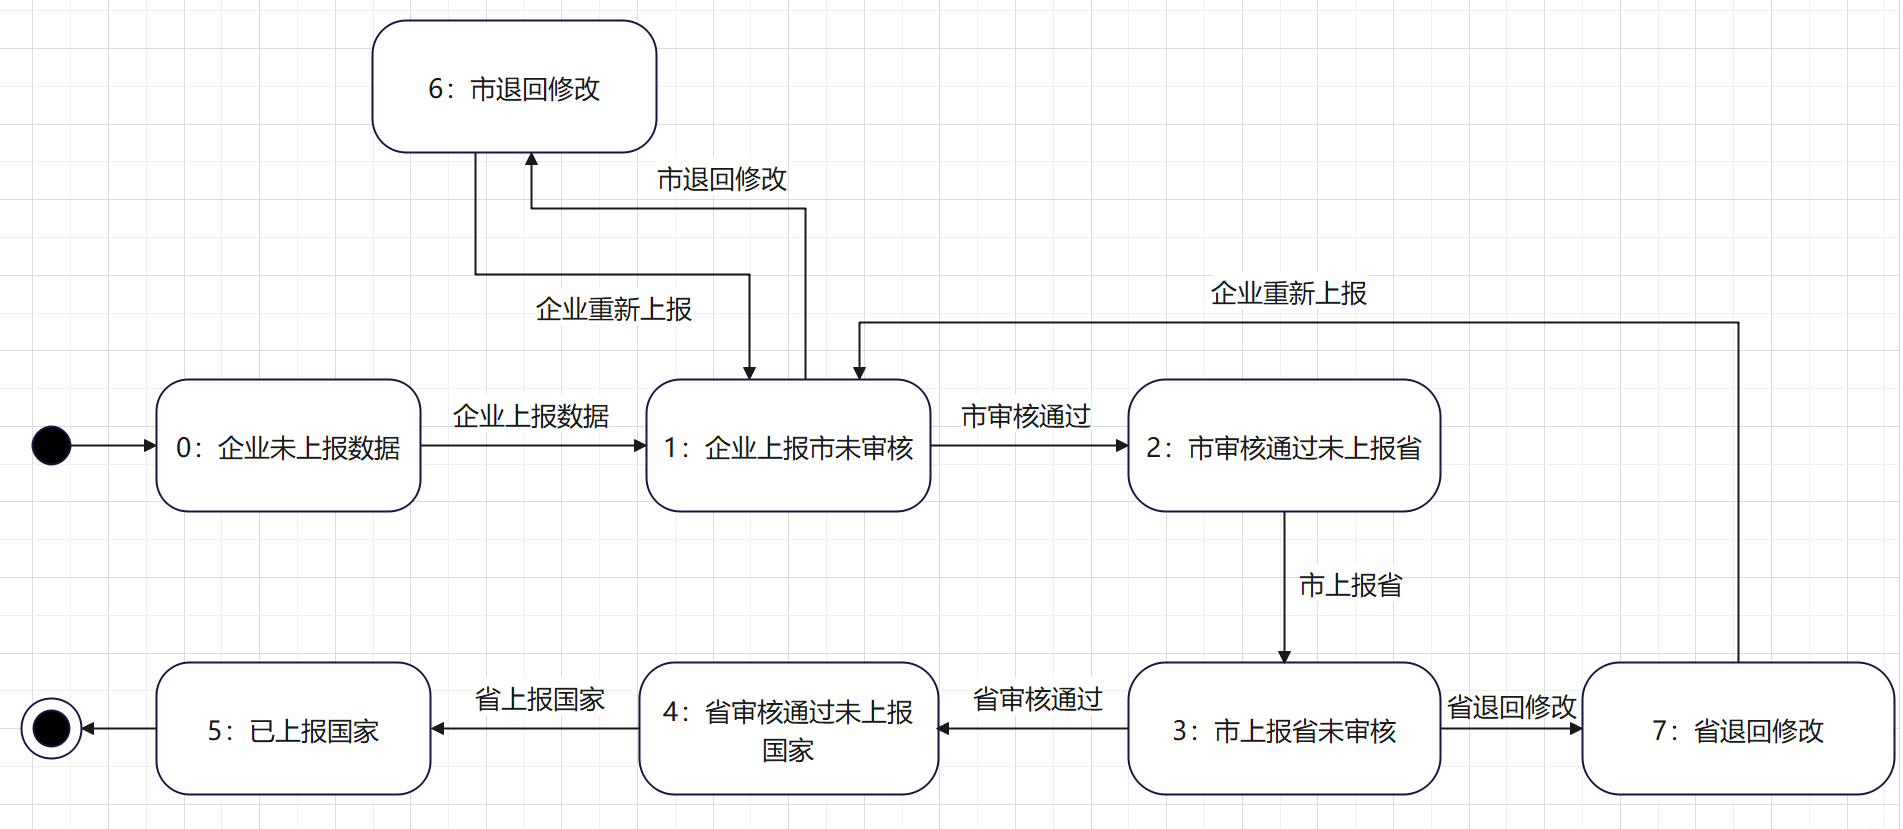 6：市退回修改
市退回修改
企业重新上报
企业重新上报
0：企业未上报数据
企业上报数据
1：企业上报市未审核
市审核通过
2：市审核通过未上报省
市上报省
5：已上报国家
省上报国家
4：省审核通过未上报
国家
省审核通过
3：市上报省未审核
省退回修改
7：省退回修改